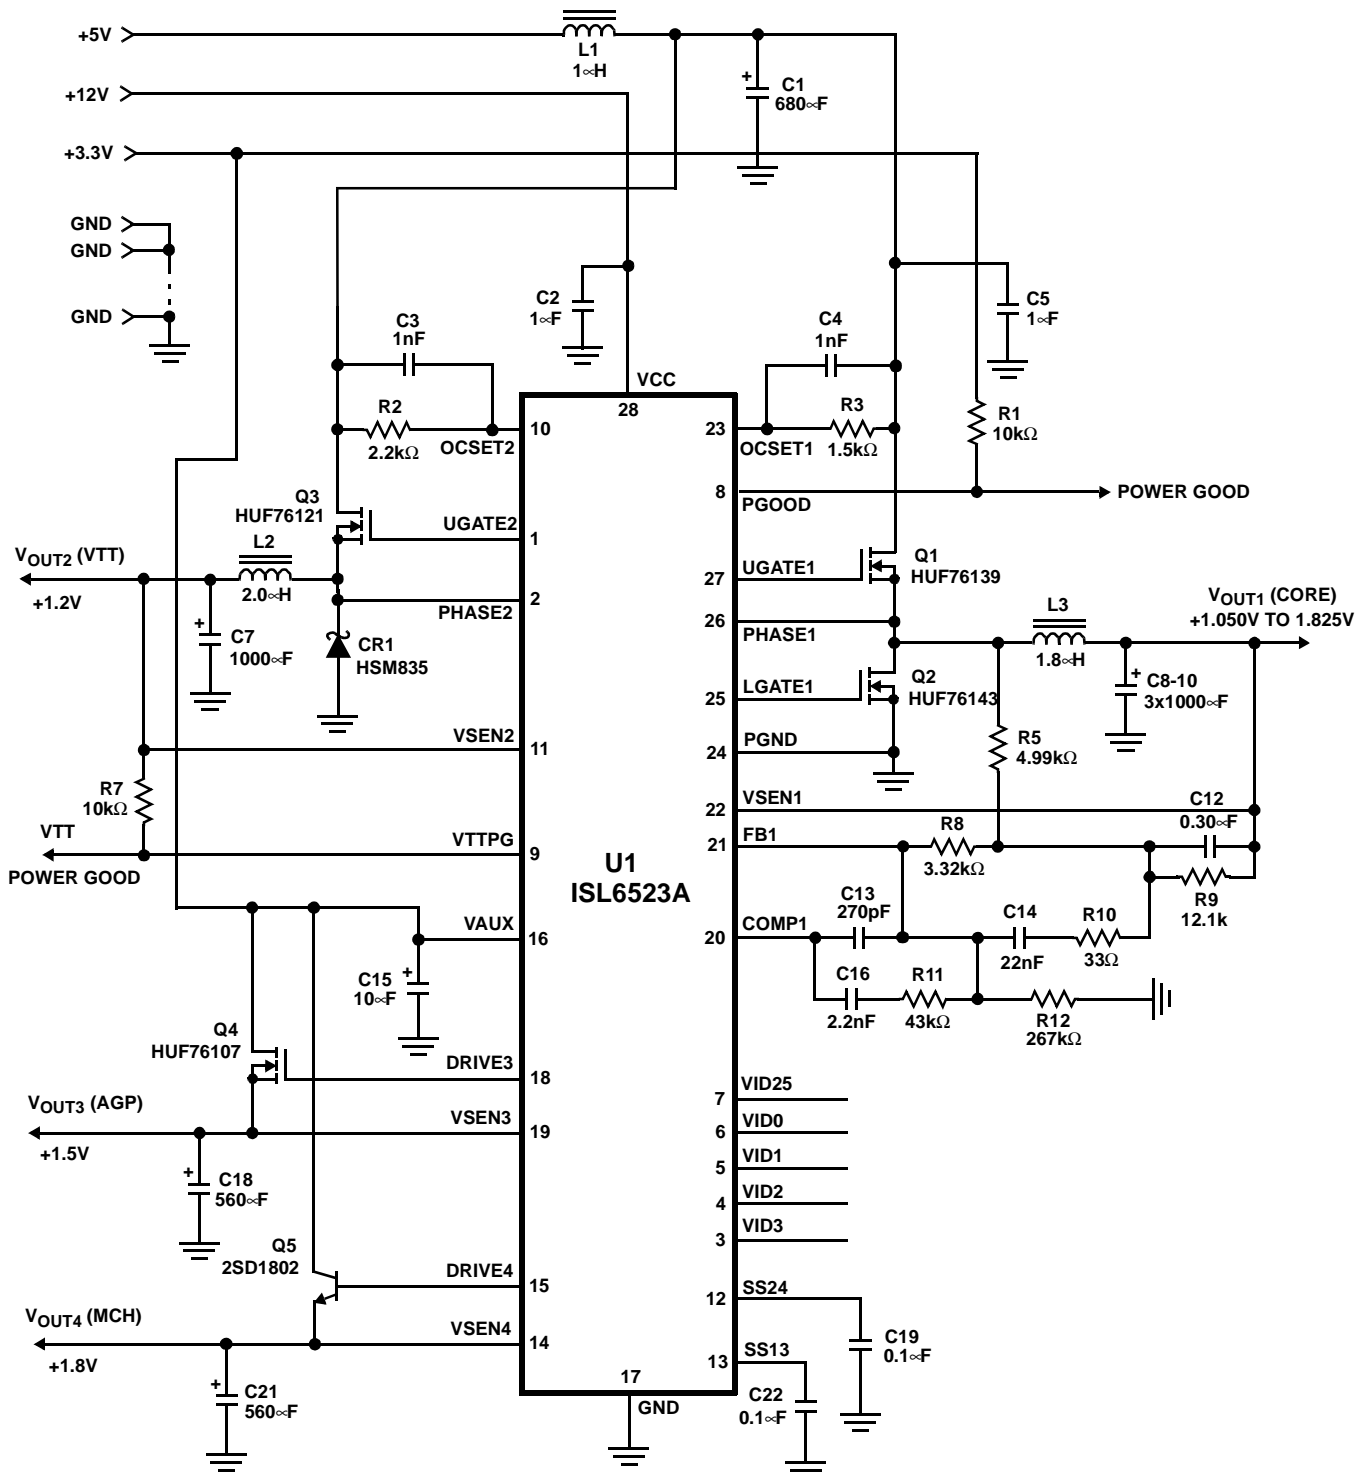 +5V
L1
1∝H
+12V
C1
680∝F
+3.3V
GND
GND
GND
C2
1∝F
C5
1∝F
C3
1nF
C4
1nF
VCC
28
R2
2.2kΩ
OCSET2
10
23
OCSET1
R3
1.5kΩ
R1
10kΩ
8
PGOOD
POWER GOOD
Q3
HUF76121
UGATE2
1
VOUT2 (VTT)
+1.2V
L2
2.0∝H
27
UGATE1
Q1
HUF76139
PHASE2
2
26
PHASE1
L3
1.8∝H
VOUT1 (CORE)
+1.050V TO 1.825V
C7
1000∝F
CR1
HSM835
25
LGATE1
Q2
HUF76143
C8-10
3x1000∝F
VSEN2
11
24
PGND
R5
4.99kΩ
R7
10kΩ
22
VSEN1
C12
0.30∝F
VTT
POWER GOOD
VTTPG
9
21
FB1
R8
3.32kΩ
U1
ISL6523A
R9
12.1k
VAUX
16
20
COMP1
C13
270pF
C14
22nF
R10
33Ω
C15
10∝F
C16
2.2nF
R11
43kΩ
R12
267kΩ
Q4
HUF76107
DRIVE3
18
7
VID25
VOUT3 (AGP)
+1.5V
VSEN3
19
6
VID0
5
VID1
4
VID2
3
VID3
C18
560∝F
Q5
2SD1802
DRIVE4
15
12
SS24
VOUT4 (MCH)
+1.8V
VSEN4
14
C19
0.1∝F
13
SS13
C21
560∝F
17
GND
C22
0.1∝F